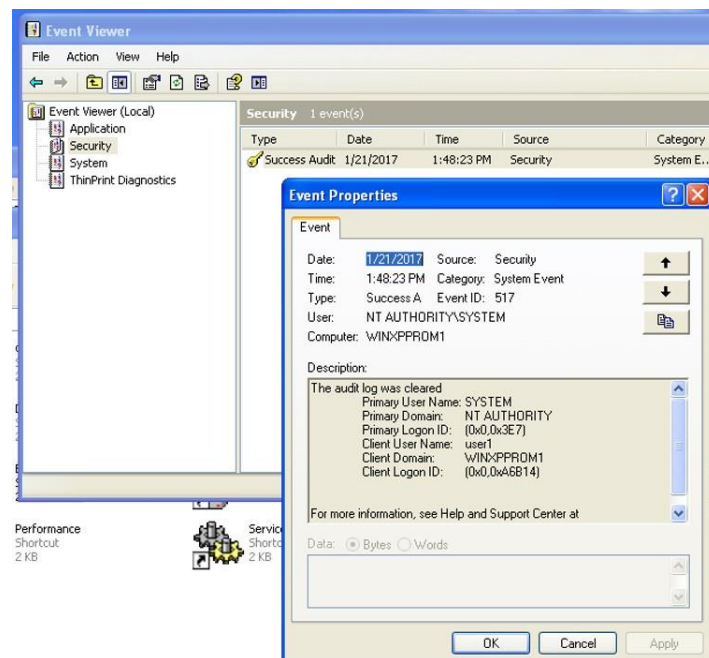 Event Viewer
File Action View Help
Event Viewer (Local)
Application
Security
System
ThinPrint Diagnostics
Security 1 event(s)
Type Date Time Source Category
Success Audit 1/21/2017 1:48:23 PM Security System E...
Event Properties
Event
Date: 1/21/2017 Source: Security
Time: 1:48:23 PM Category: System Event
Type: Success A Event ID: 517
User: NT AUTHORITY\SYSTEM
Computer: WINXPPROM1
Description:
The audit log was cleared
Primary User Name: SYSTEM
Primary Domain: NT AUTHORITY
Primary Logon ID: (0x0,0x3E7)
Client User Name: user1
Client Domain: WINXPPROM1
Client Logon ID: (0x0,0xA6B14)
For more information, see Help and Support Center at
Data: Bytes Words
OK Cancel Apply
Performance
Shortcut
2 KB
Service
Shortc
2 KB